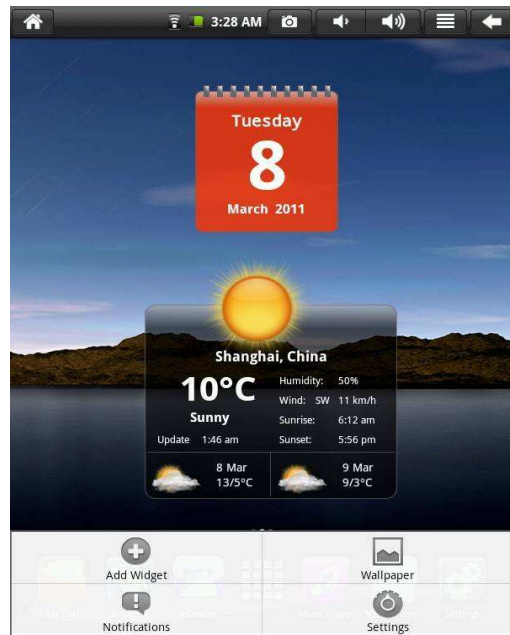 3:28 AM
Tuesday
8
March 2011
Shanghai, China
10°C
Sunny
Update 1:46 am
Humidity: 50%
Wind: SW 11 km/h
Sunrise: 6:12 am
Sunset: 5:56 pm
8 Mar
13/5°C
9 Mar
9/3°C
Add Widget
Wallpaper
Notifications
Settings